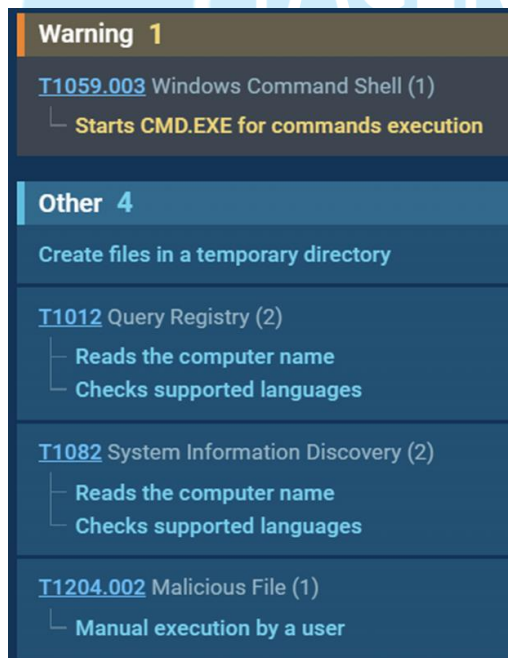 Warning 1
T1059.003 Windows Command Shell (1)
Starts CMD.EXE for commands execution
Other 4
Create files in a temporary directory
T1012 Query Registry (2)
Reads the computer name
Checks supported languages
T1082 System Information Discovery (2)
Reads the computer name
Checks supported languages
T1204.002 Malicious File (1)
Manual execution by a user